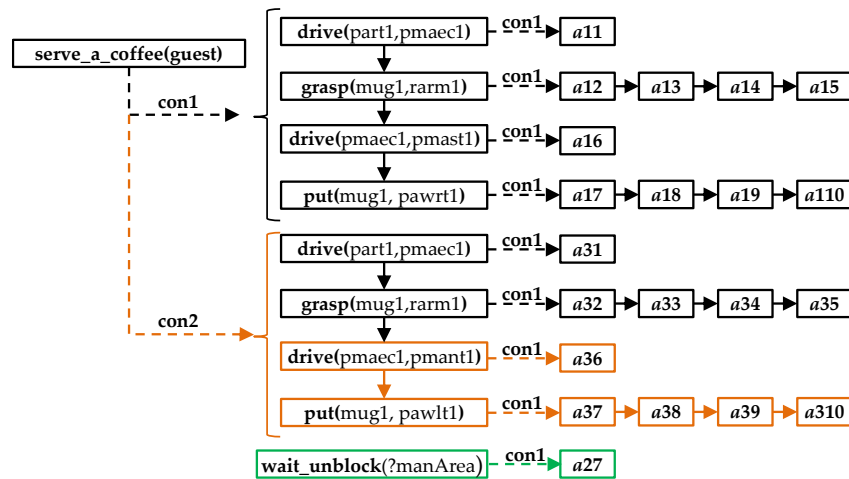 drive(part1,pmaec1) con1 a11
serve_a_coffee(guest)
con1
grasp(mug1,rarm1) con1 a12 a13 a14 a15
drive(pmaec1,pmast1) con1 a16
put(mug1, pawrt1) con1 a17 a18 a19 a110
drive(part1,pmaec1) con1 a31
grasp(mug1,rarm1) con1 a32 a33 a34 a35
con2
drive(pmaec1,pmant1) con1 a36
put(mug1, pawlt1) con1 a37 a38 a39 a310
wait_unblock(?manArea) con1 a27